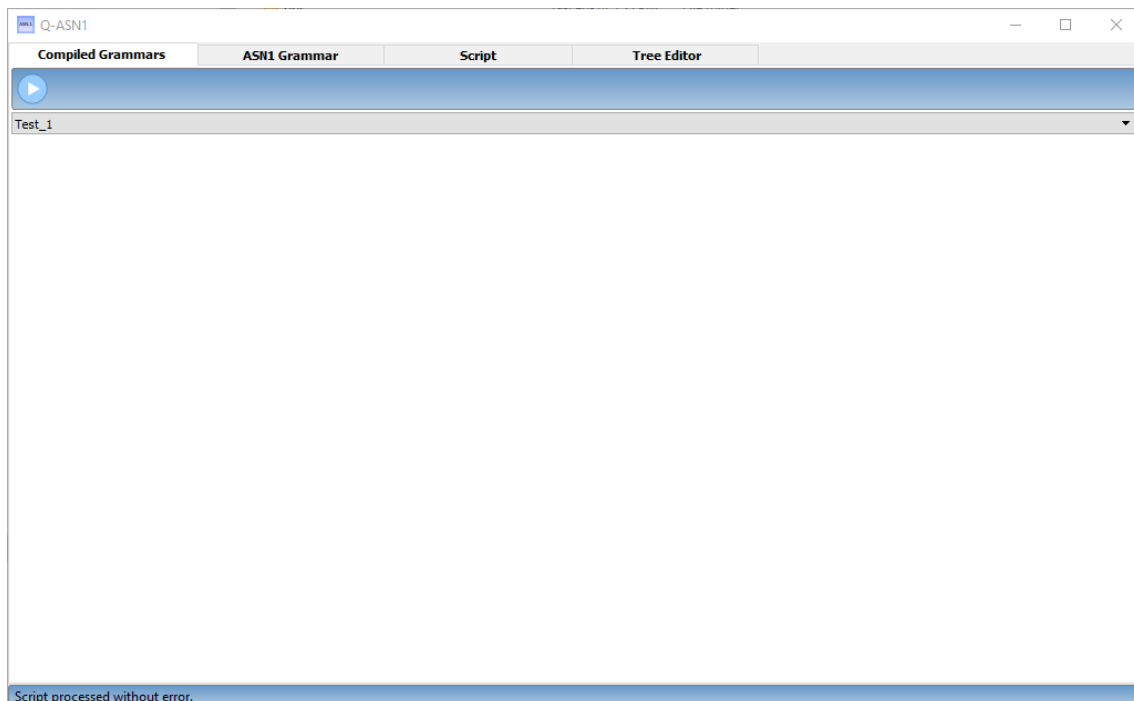 Q-ASN1
Compiled Grammars ASN1 Grammar Script Tree Editor
Test_1
Script processed without error.